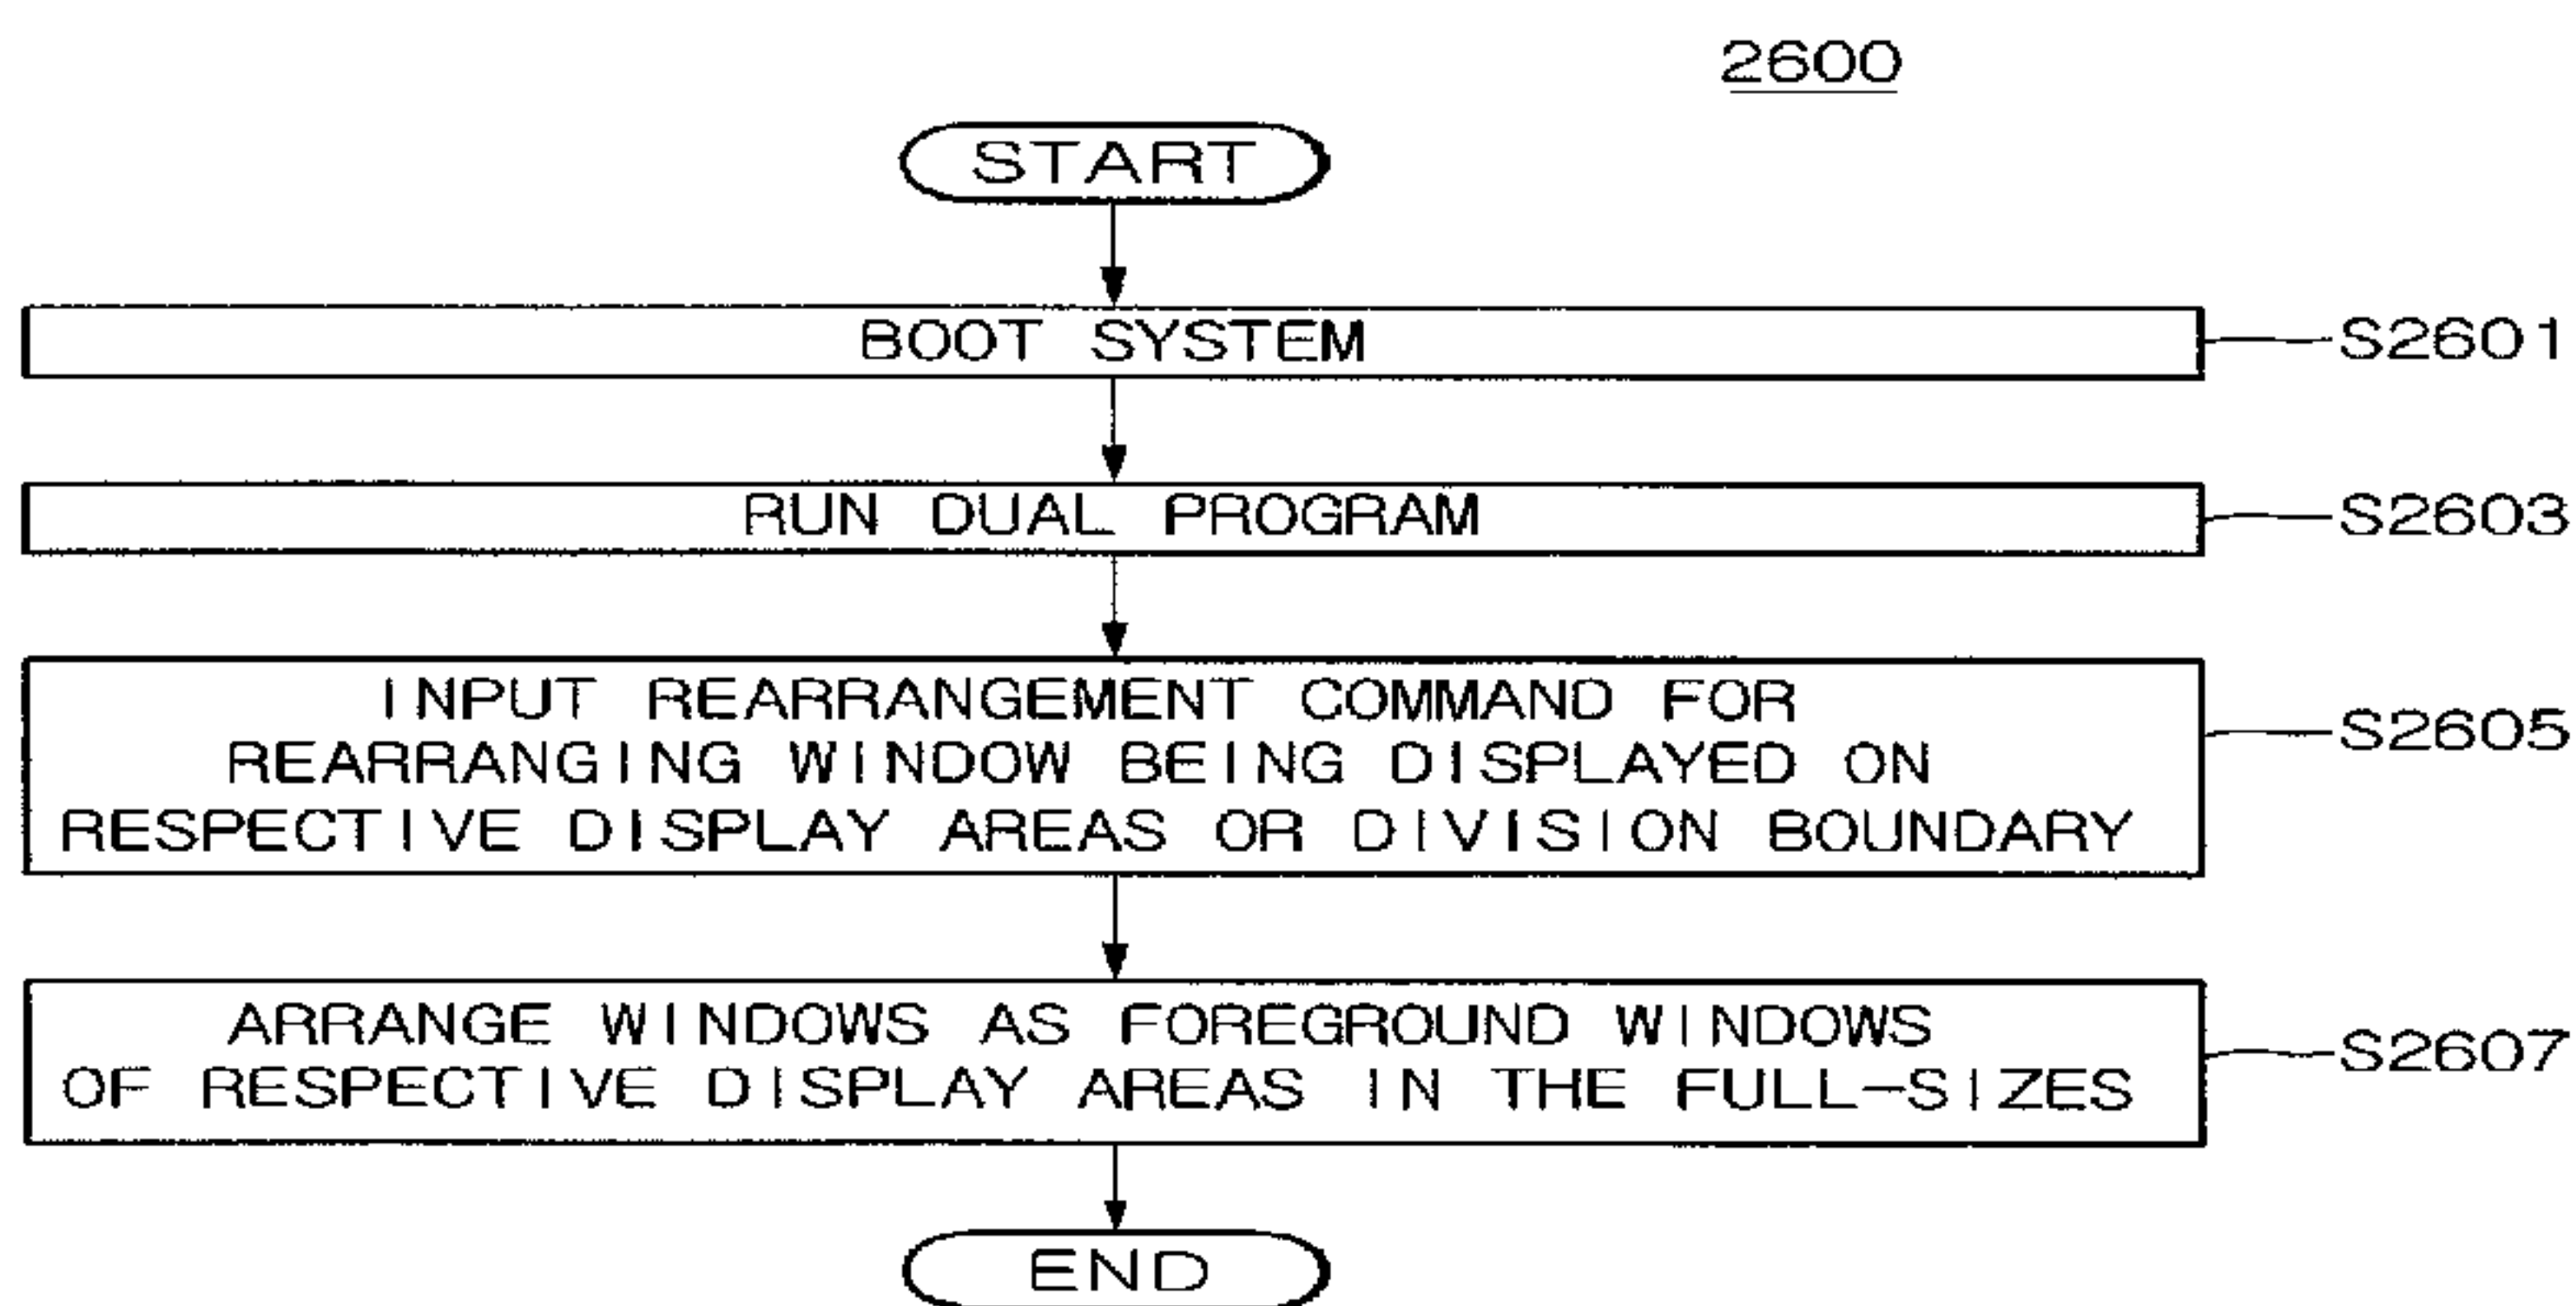 2600
START
BOOT SYSTEM
S2601
RUN DUAL PROGRAM
S2603
INPUT REARRANGEMENT COMMAND FOR
REARRANGING WINDOW BEING DISPLAYED ON
RESPECTIVE DISPLAY AREAS OR DIVISION BOUNDARY
S2605
ARRANGE WINDOWS AS FOREGROUND WINDOWS
OF RESPECTIVE DISPLAY AREAS IN THE FULL-SIZES
S2607
END